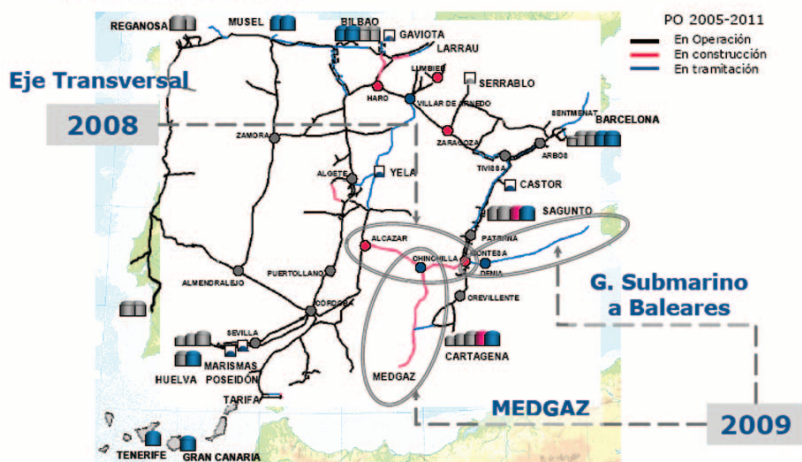 PO 2005-2011
En Operación
En construcción
En tramitación
REGANOSA
MUSEL
BILBAO
GAVIOTA
LARRAU
LUMBIER
SERRABLO
Eje Transversal
2008
HARO
VILLAR DE ARNEDO
ZARAGOZA
SENTMENAT
BARCELONA
ZAMORA
TIVISSA
ARBÓS
ALGETE
YELA
CASTOR
SAGUNTO
PATERNA
ALCAZAR
CHINCHILLA
MONTESA
DENIA
ALMENDRALEJO
PUERTOLLANO
CREVILLENTE
G. Submarino
a Baleares
CÓRDOBA
SEVILLA
HUELVA
MARISMAS
POSEIDÓN
CARTAGENA
MEDGAZ
TARIFA
MEDGAZ
2009
TENERIFE
GRAN CANARIA